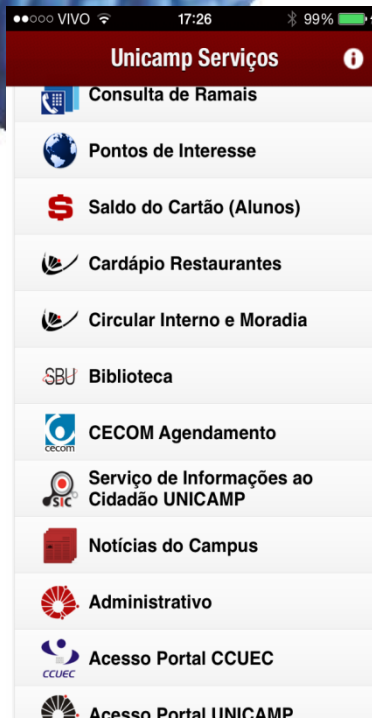 VIVO 17:26 99%
Unicamp Serviços i
Consulta de Ramais
Pontos de Interesse
$ Saldo do Cartão (Alunos)
Cardápio Restaurantes
Circular Interno e Moradia
SBU Biblioteca
cecom CECOM Agendamento
Serviço de Informações ao
sic Cidadão UNICAMP
Notícias do Campus
Administrativo
Acesso Portal CCUEC
CCUEC
Acesso Portal UNICAMP